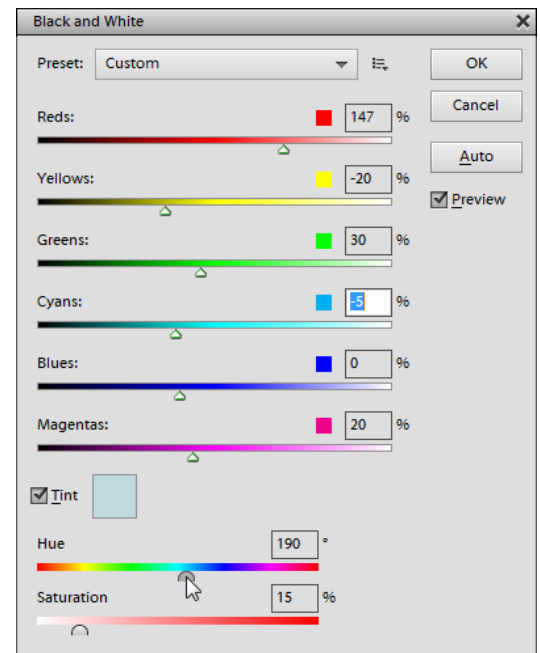 Black and White
Preset: Custom
OK
Cancel
Auto
Preview
Reds: 147 %
Yellows: -20 %
Greens: 30 %
Cyans: -5 %
Blues: 0 %
Magentas: 20 %
Tint
Hue 190 °
Saturation 15 %